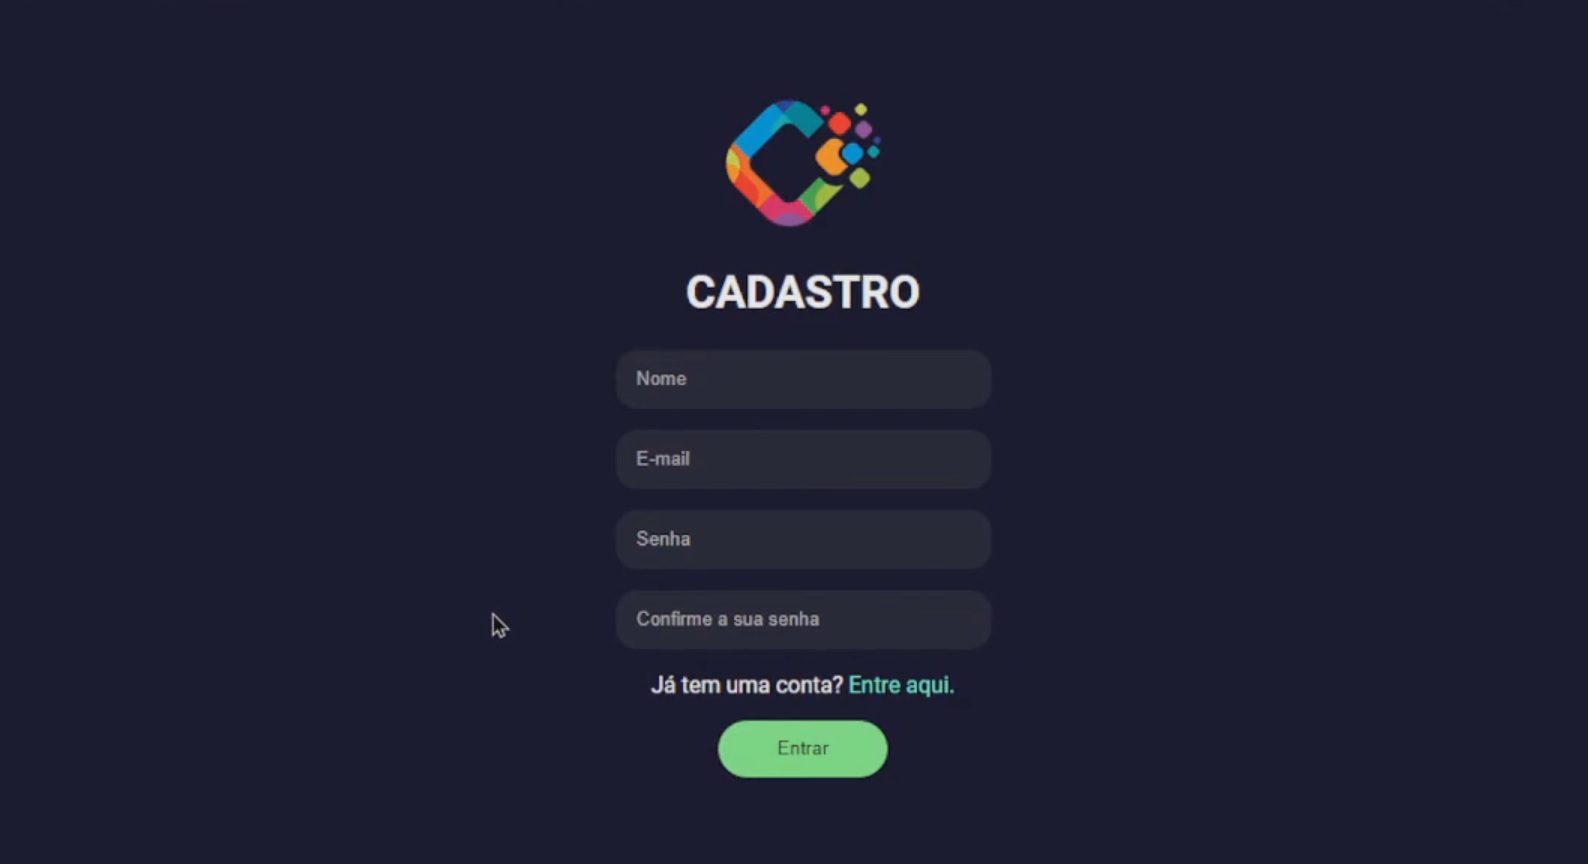 CADASTRO
Nome
E-mail
Senha
Confirme a sua senha
Já tem uma conta? Entre aqui.
Entrar